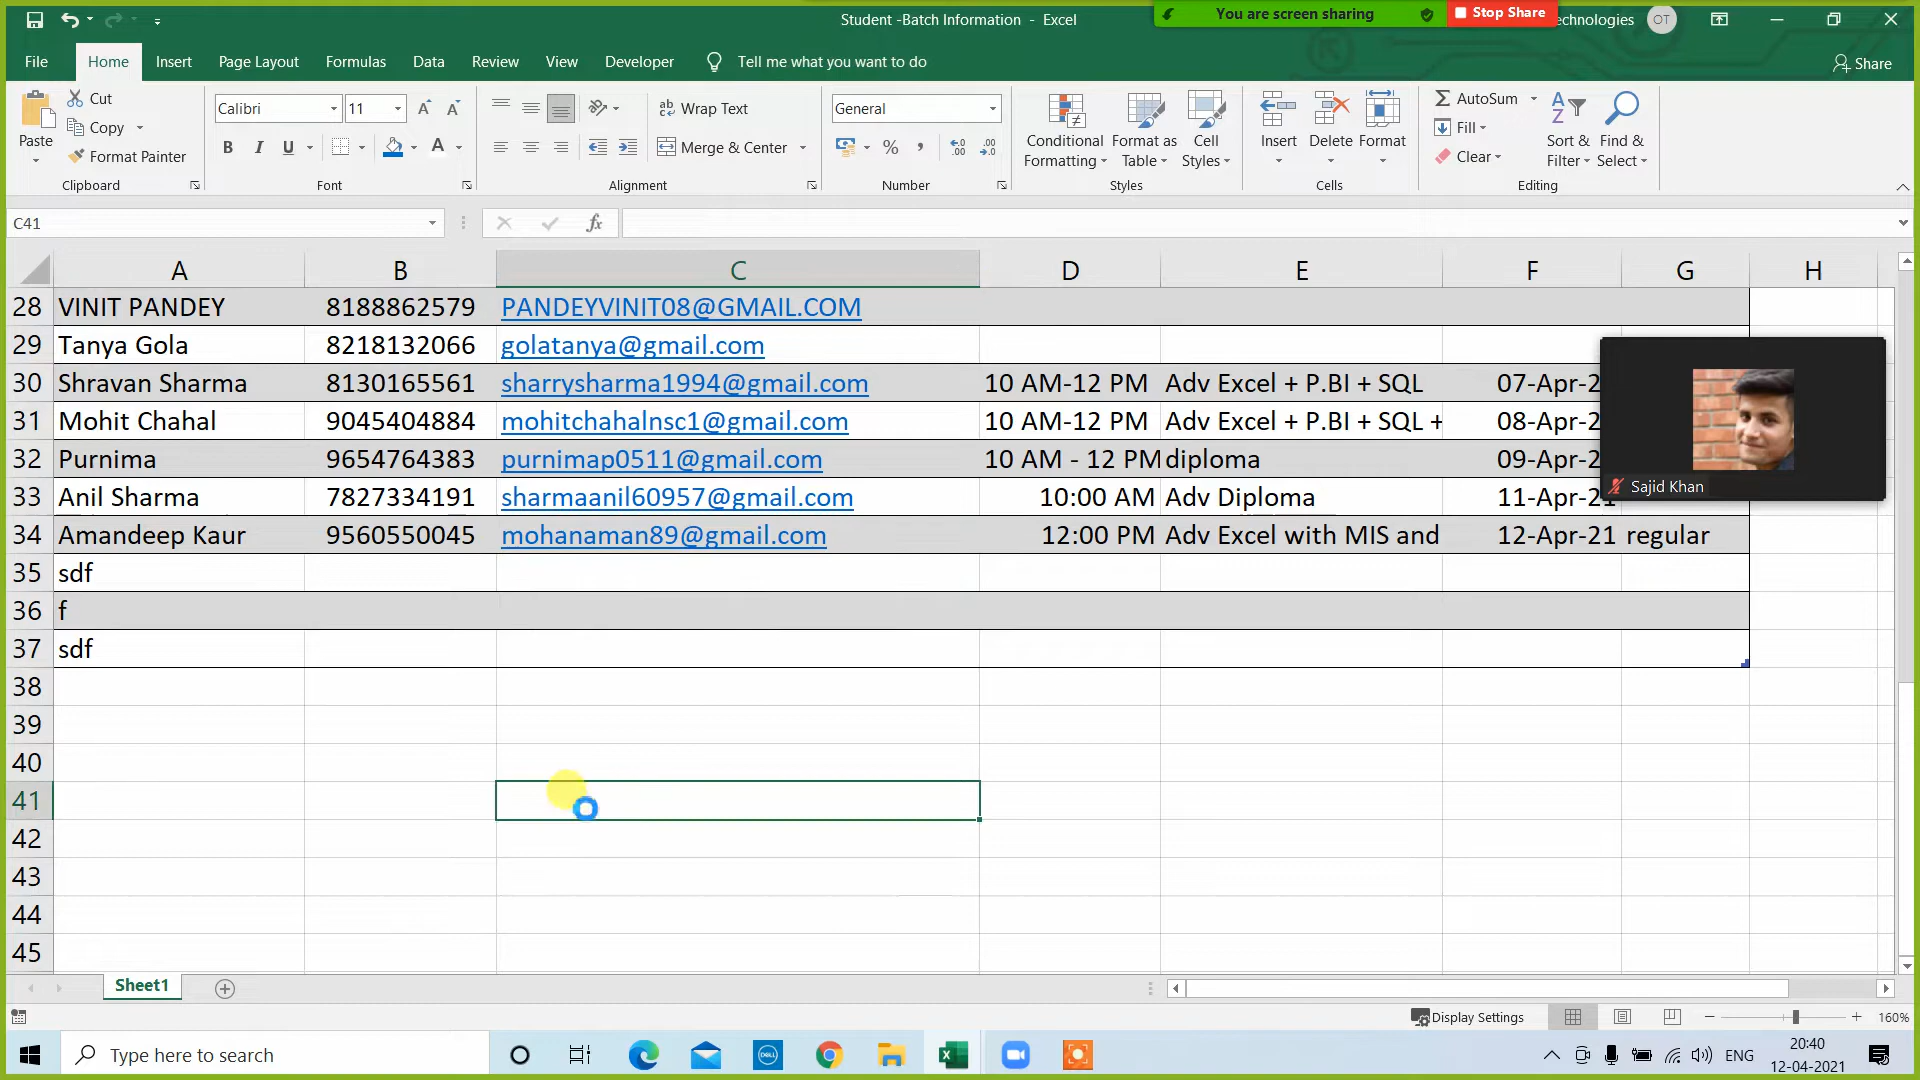 Student -Batch Information - Excel
You are screen sharing
Stop Share
echnologies OT
File Home Insert Page Layout Formulas Data Review View Developer Tell me what you want to do
Share
Paste
Cut
Copy
Format Painter
Clipboard
Calibri 11
B I U
Font
Wrap Text
Merge & Center
Alignment
General
%
Number
Conditional Formatting
Format as Table
Cell Styles
Styles
Insert Delete Format
Cells
AutoSum
Fill
Clear
Sort & Filter
Find & Select
Editing
C41
fx
A B C D E F G H
28 VINIT PANDEY 8188862579 PANDEYVINIT08@GMAIL.COM
29 Tanya Gola 8218132066 golatanya@gmail.com
30 Shravan Sharma 8130165561 sharrysharma1994@gmail.com 10 AM-12 PM Adv Excel + P.BI + SQL 07-Apr-2
31 Mohit Chahal 9045404884 mohitchahalnsc1@gmail.com 10 AM-12 PM Adv Excel + P.BI + SQL + 08-Apr-2
32 Purnima 9654764383 purnimap0511@gmail.com 10 AM - 12 PM diploma 09-Apr-2
33 Anil Sharma 7827334191 sharmaanil60957@gmail.com 10:00 AM Adv Diploma 11-Apr-21
34 Amandeep Kaur 9560550045 mohanaman89@gmail.com 12:00 PM Adv Excel with MIS and 12-Apr-21 regular
35 sdf
36 f
37 sdf
38
39
40
41
42
43
44
45
Sajid Khan
Sheet1
Display Settings
160%
Type here to search
DELL
ENG
20:40
12-04-2021